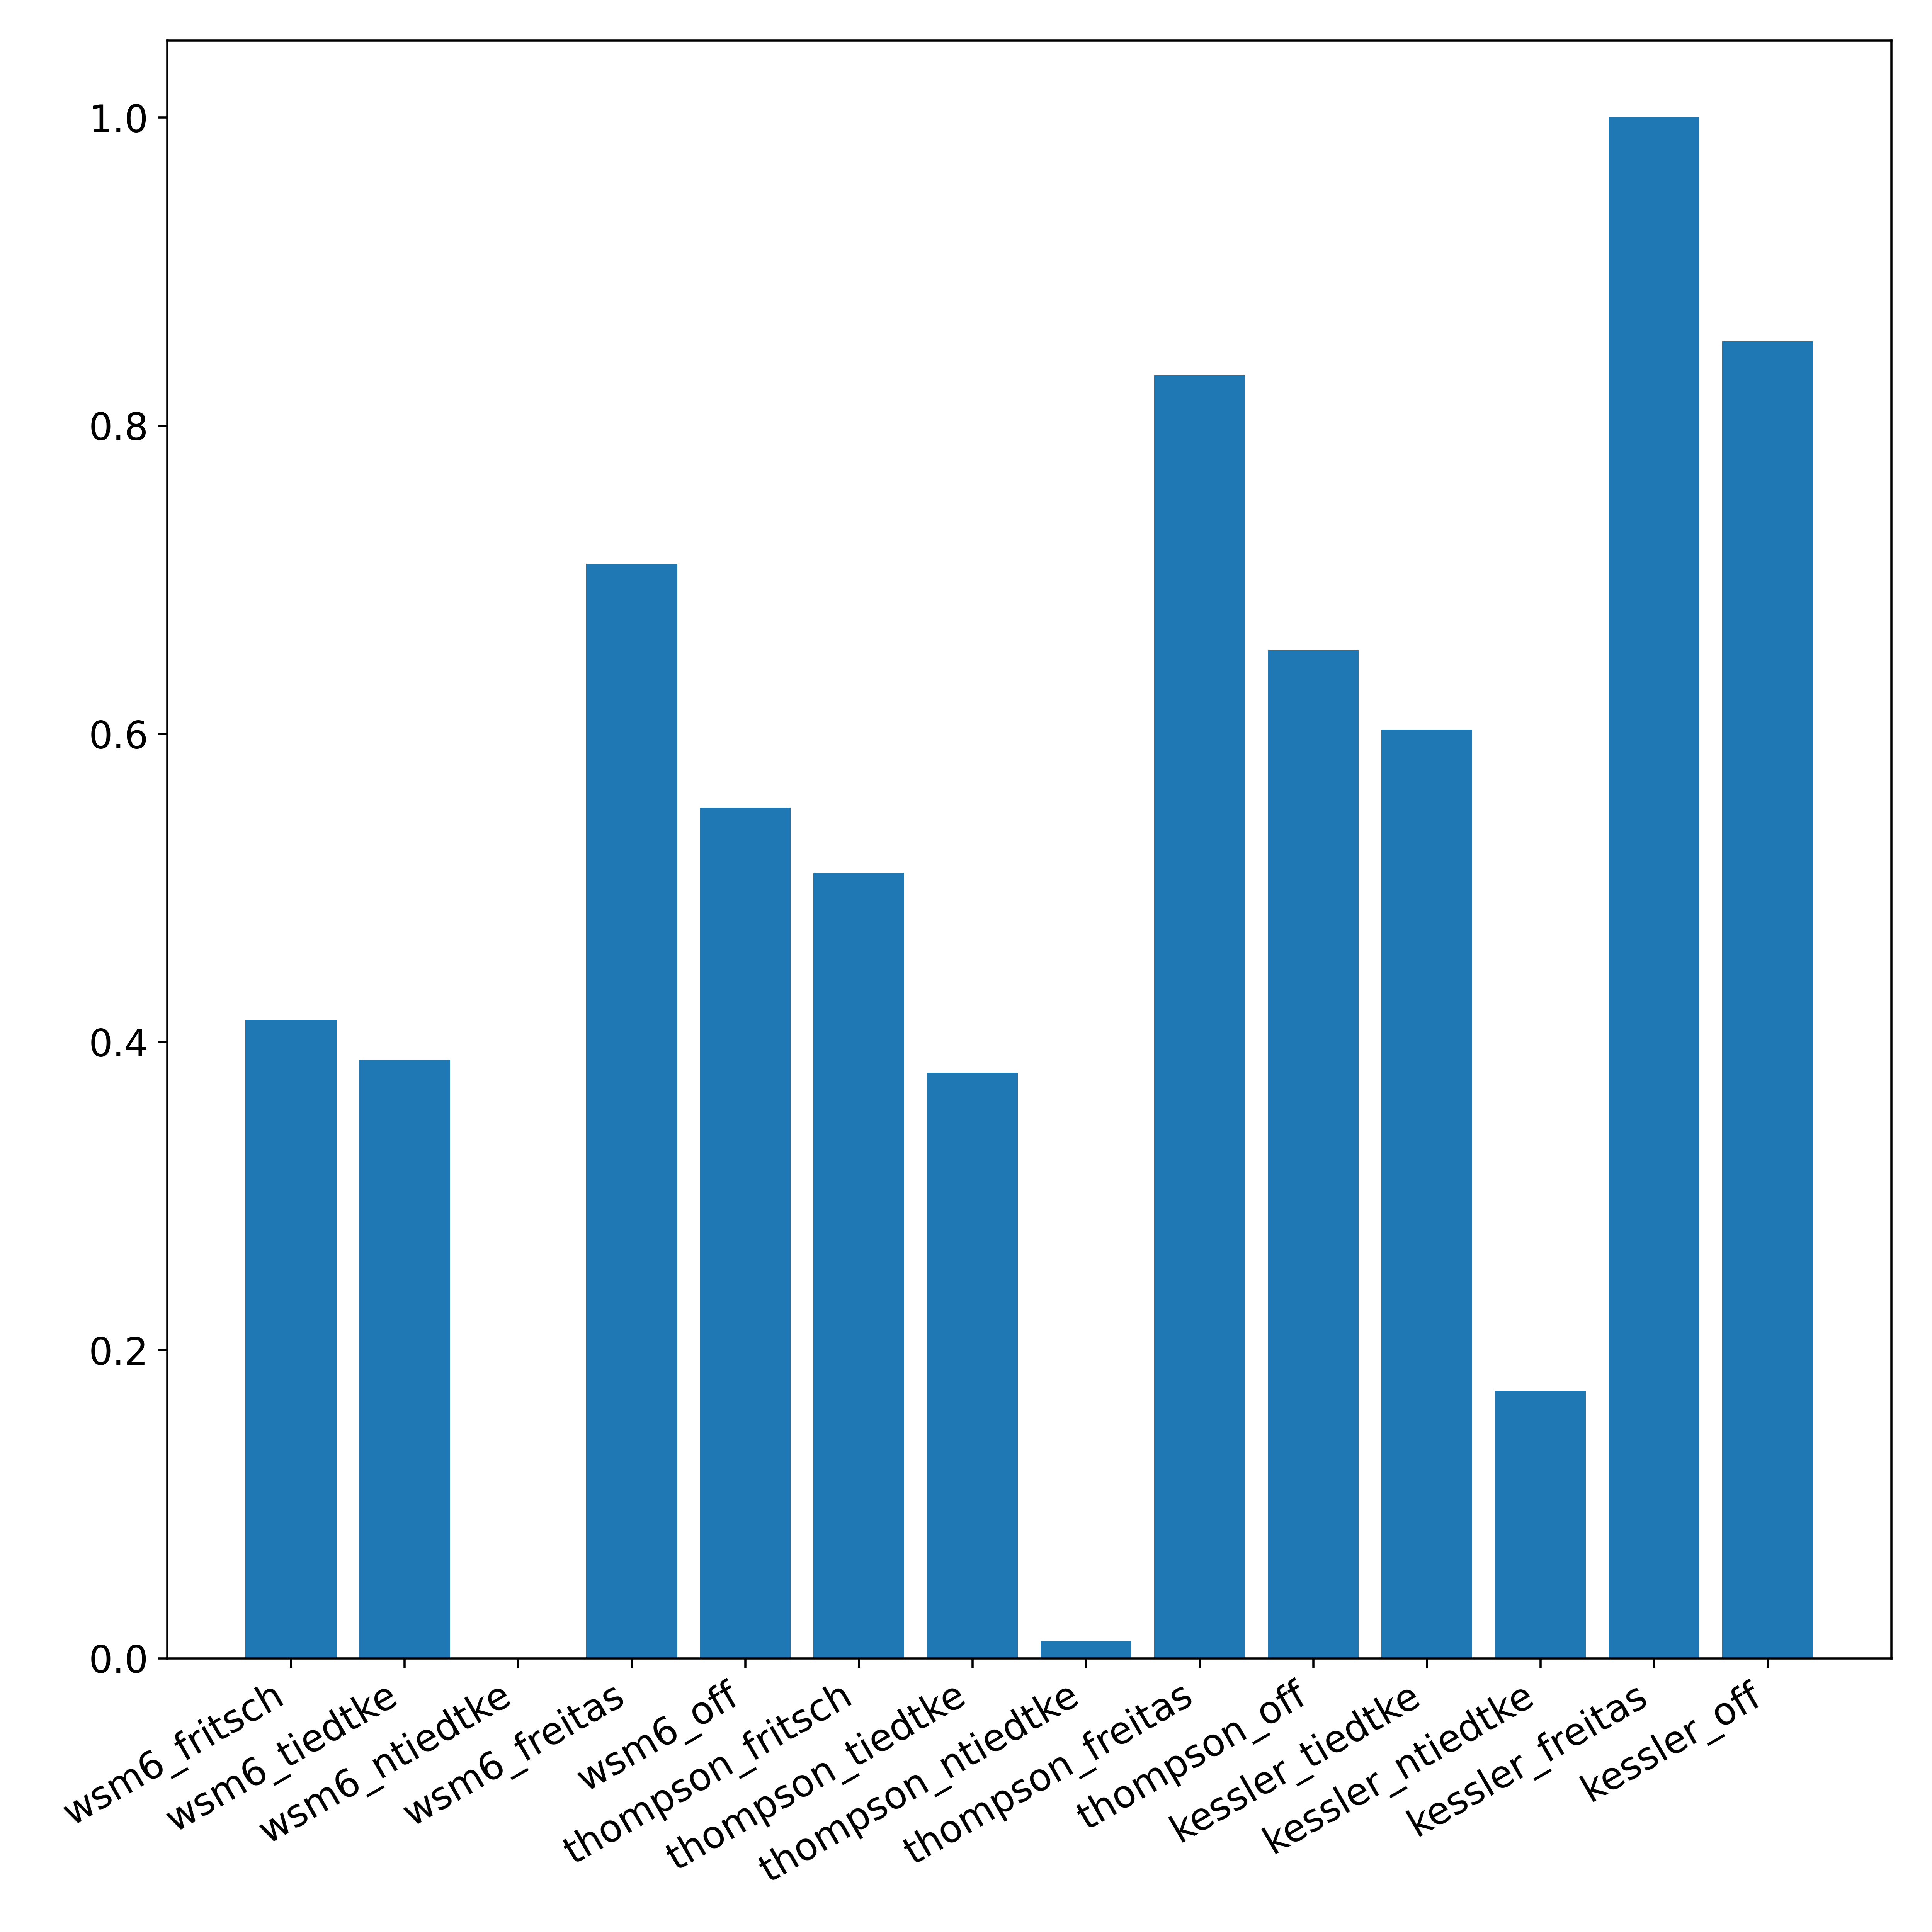 1.0
0.8
0.6
0.4
0.2
0.0
wsm6_fritsch
wsm6_tiedtke
wsm6_ntiedtke
wsm6_freitas
wsm6_off
thompson_fritsch
thompson_tiedtke
thompson_ntiedtke
thompson_freitas
thompson_off
kessler_tiedtke
kessler_ntiedtke
kessler_freitas
kessler_off